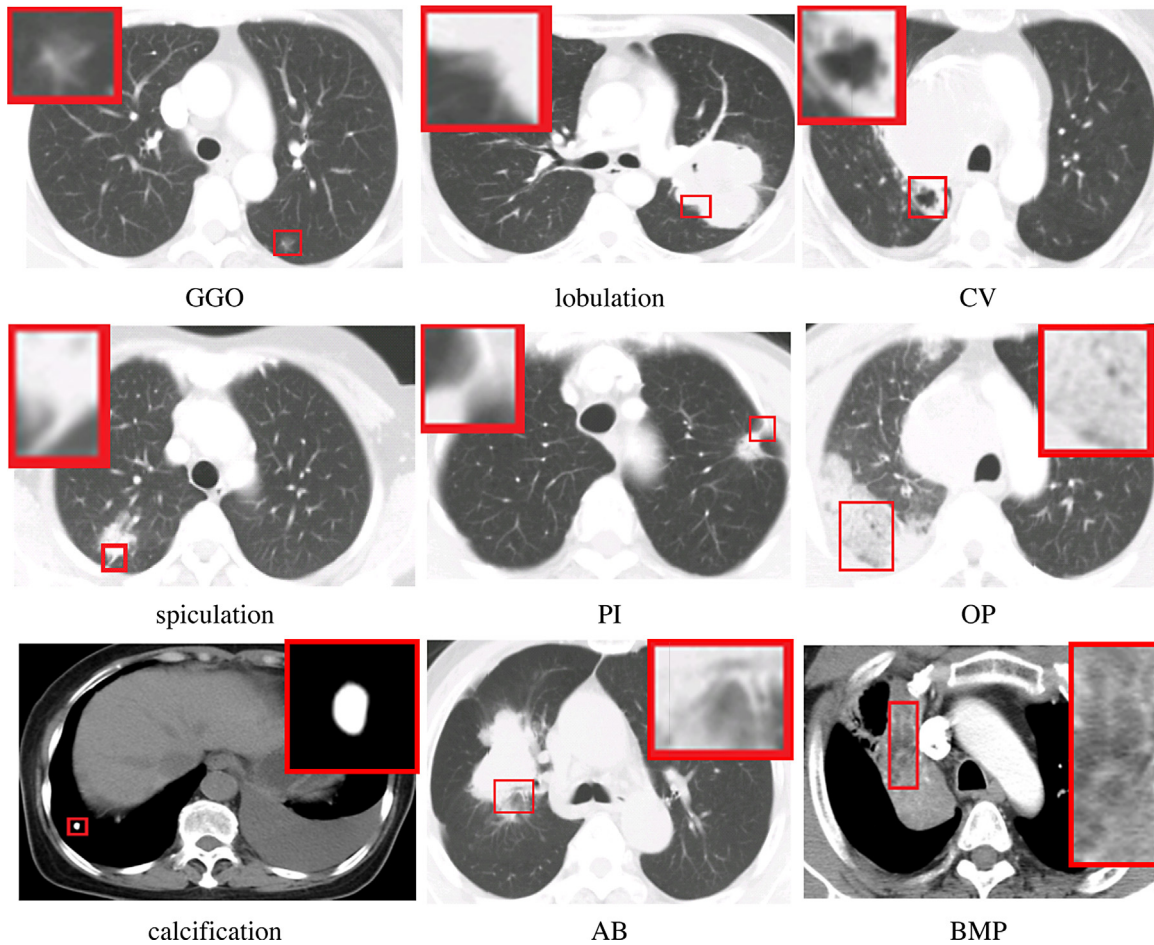 GGO
lobulation
CV
spiculation
PI
OP
calcification
AB
BMP